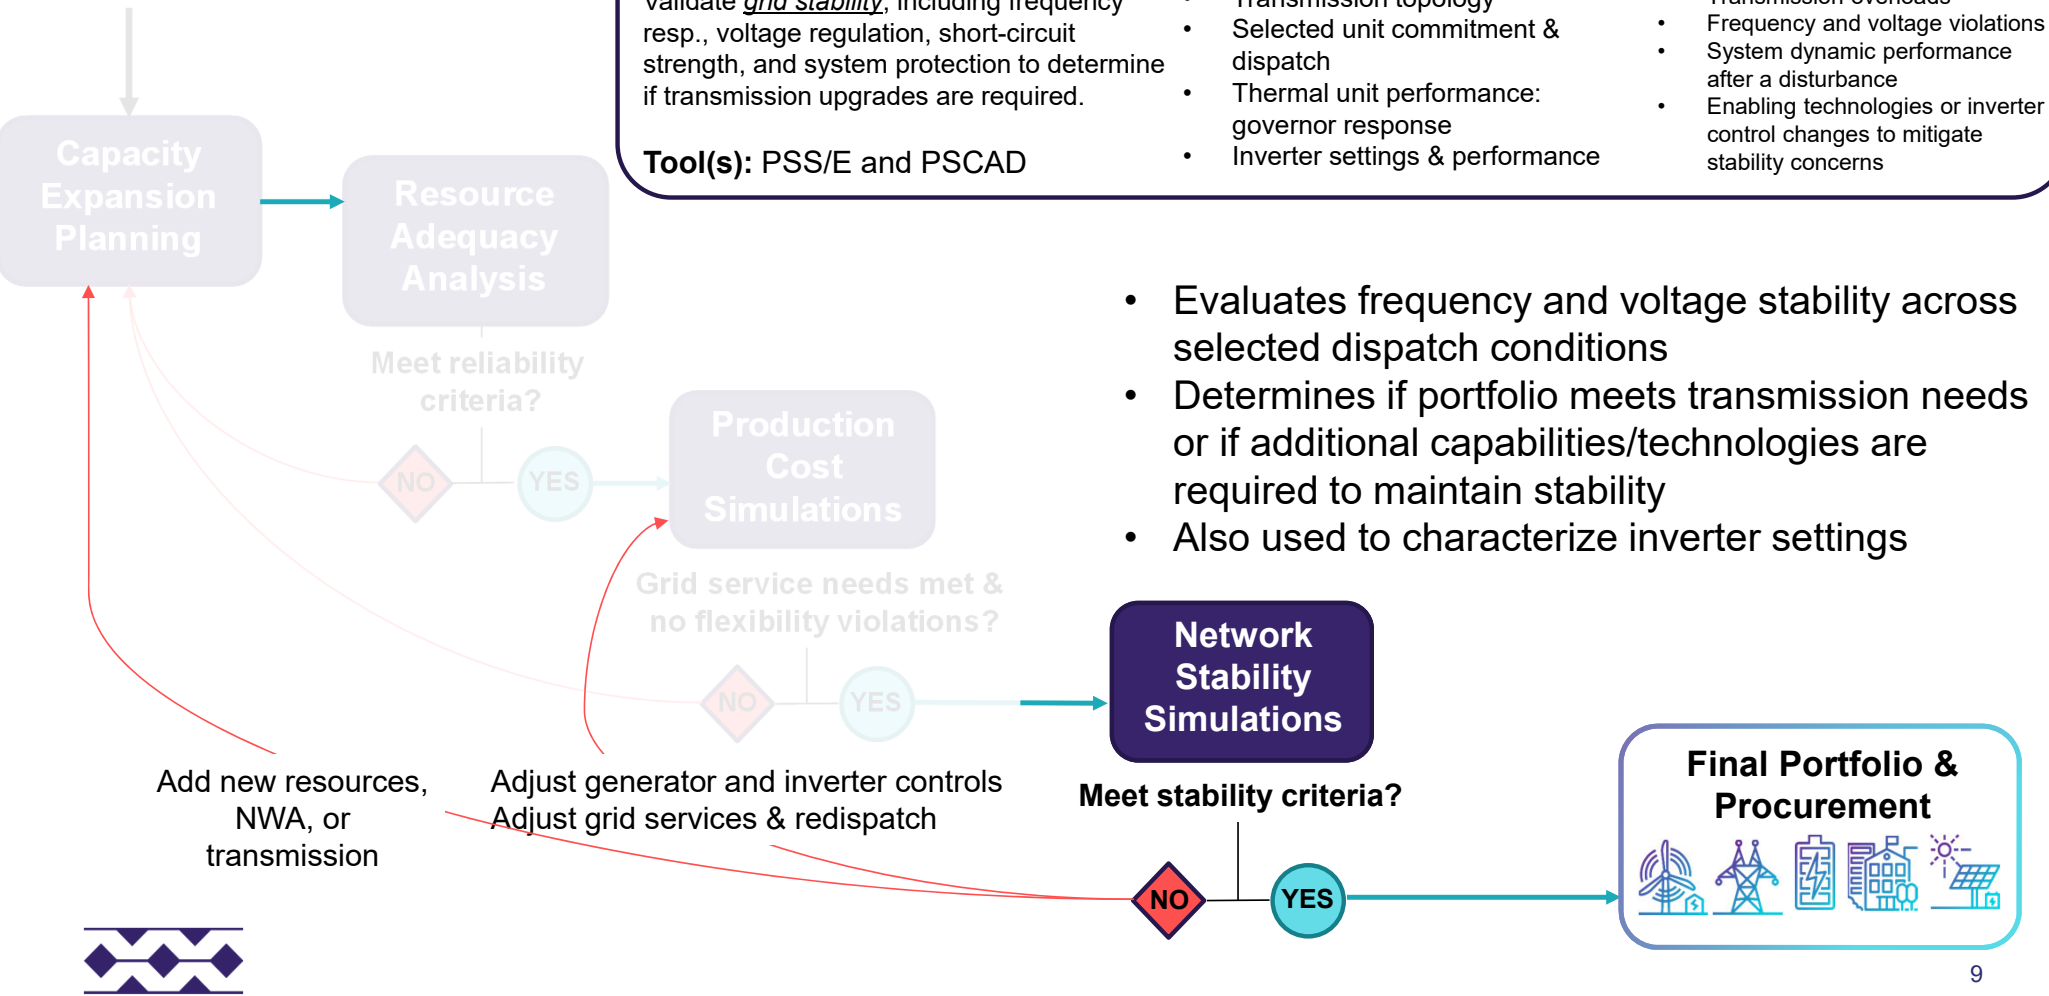 validate grid stability, including frequency
resp., voltage regulation, short-circuit
strength, and system protection to determine
if transmission upgrades are required.
Tool(s): PSS/E and PSCAD
• Transmission topology
• Selected unit commitment &
dispatch
• Thermal unit performance:
governor response
• Inverter settings & performance
Transmission overloads
• Frequency and voltage violations
• System dynamic performance
after a disturbance
• Enabling technologies or inverter
control changes to mitigate
stability concerns
Capacity
Expansion
Planning
Resource
Adequacy
Analysis
Meet reliability
criteria?
NO
YES
Production
Cost
Simulations
Grid service needs met &
no flexibility violations?
NO
YES
• Evaluates frequency and voltage stability across
selected dispatch conditions
• Determines if portfolio meets transmission needs
or if additional capabilities/technologies are
required to maintain stability
• Also used to characterize inverter settings
Network
Stability
Simulations
Meet stability criteria?
NO
YES
Add new resources,
NWA, or
transmission
Adjust generator and inverter controls
Adjust grid services & redispatch
Final Portfolio &
Procurement
9